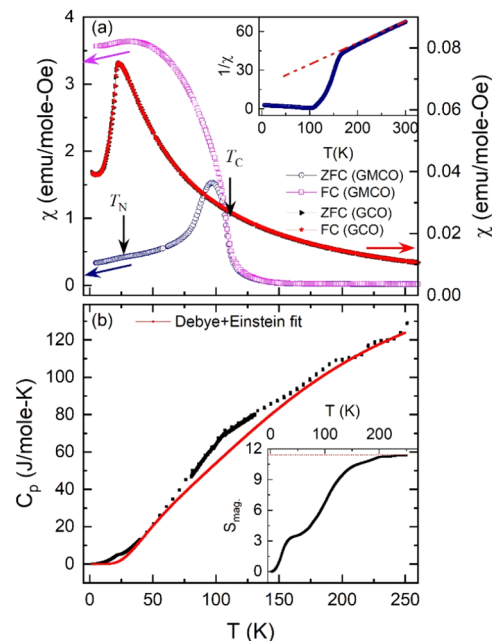 (a)
χ (emu/mole-Oe)
4
3
2
1
0
1/χ
60
40
20
0
0 100 200 300
T(K)
T_N
T_C
ZFC (GMCO)
FC (GMCO)
ZFC (GCO)
FC (GCO)
0.08
0.06
0.04
0.02
0.00
χ (emu/mole-Oe)
(b)
Debye+Einstein fit
C_p (J/mole-K)
120
100
80
60
40
20
0
T (K)
0 100 200
S_mag.
12
9
6
3
0
0 50 100 150 200 250
T (K)